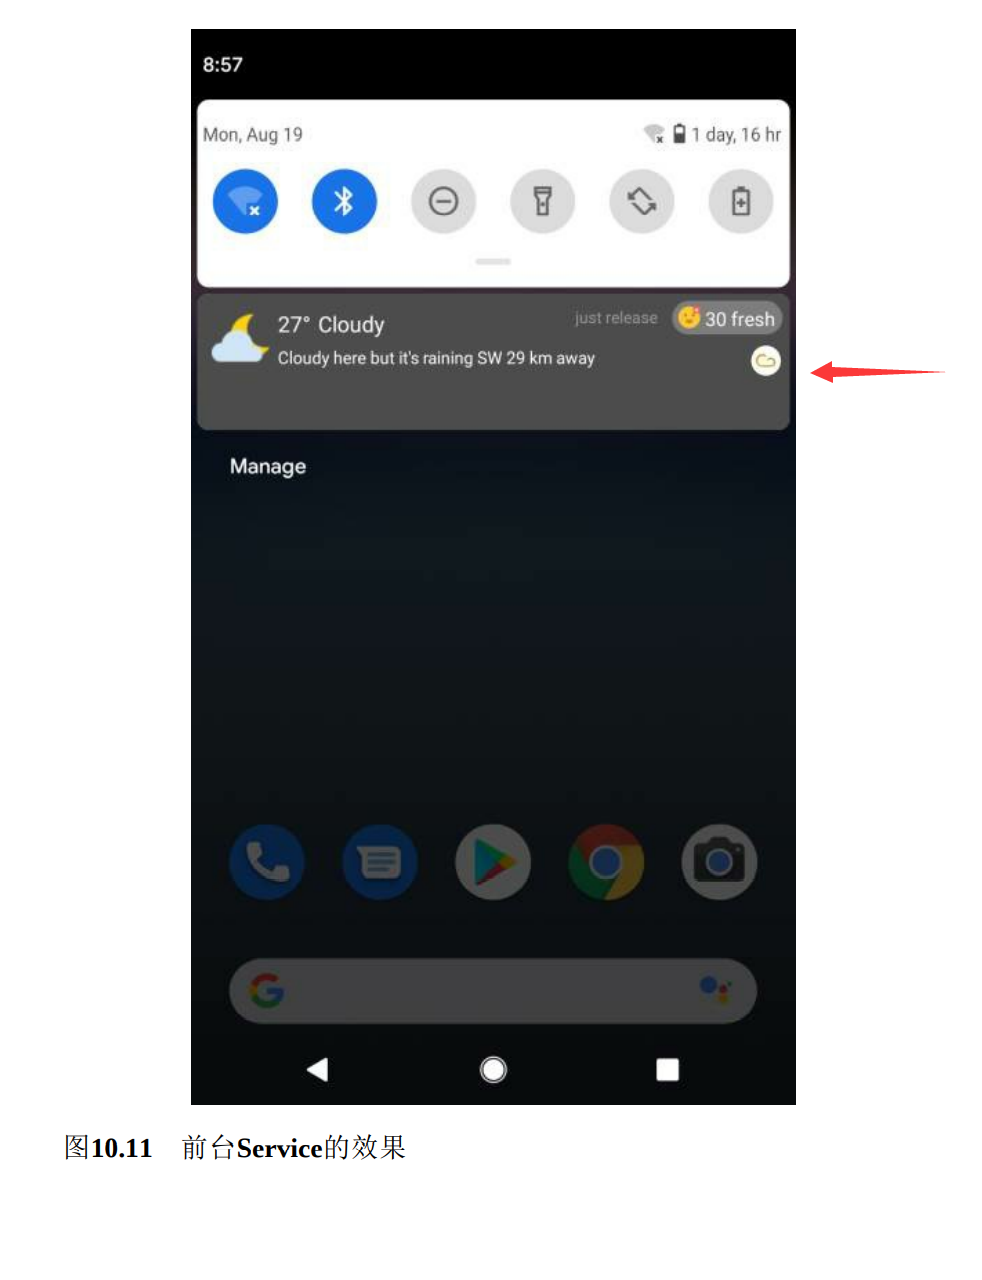 8:57
Mon, Aug 19
1 day, 16 hr
27° Cloudy
just release
30 fresh
Cloudy here but it's raining SW 29 km away
Manage
图10.11 前台Service的效果